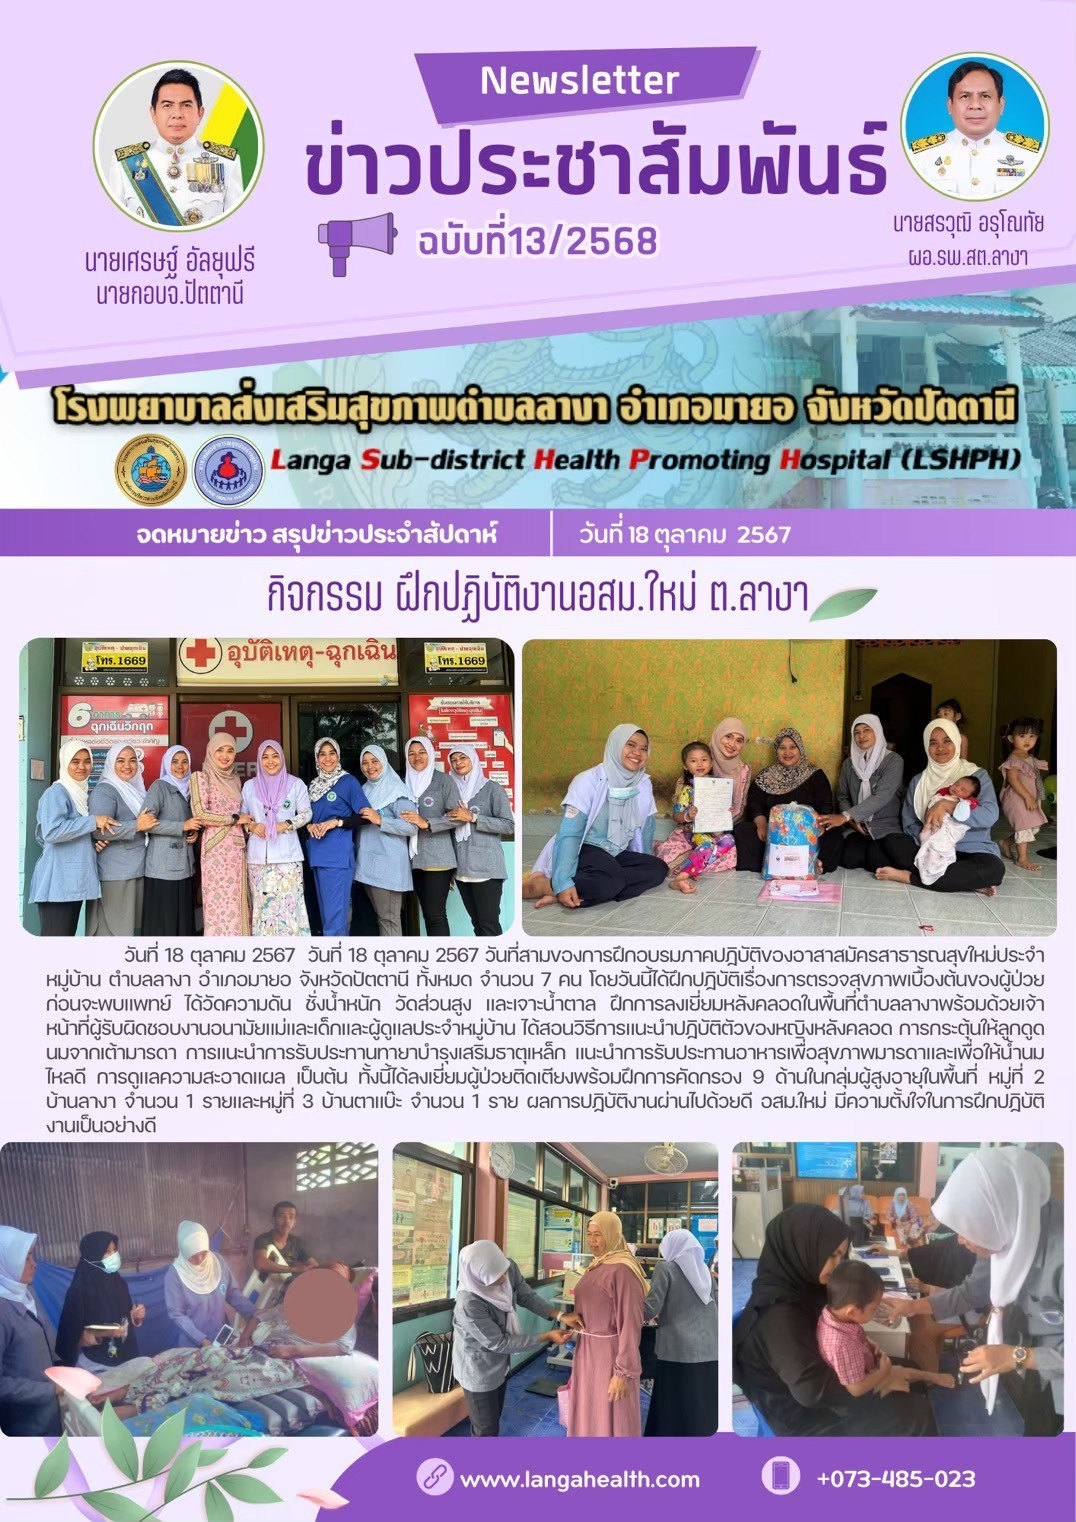 Newsletter
ข่าวประชาสัมพันธ์
ฉบับที่13/2568
นายเศรษฐ์ อัลยุฟรี
นายกอบจ.ปัตตานี
นายสรวุฒิ อรุโณทัย
ผอ.รพ.สต.ลางา
โรงพยาบาลส่งเสริมสุขภาพตำบลลางา อำเภอมายอ จังหวัดปัตตานี
Langa Sub-district Health Promoting Hospital (LSHPH)
จดหมายข่าว สรุปข่าวประจำสัปดาห์
วันที่ 18 ตุลาคม 2567
กิจกรรม ฝึกปฏิบัติงานอสม.ใหม่ ต.ลางา
อุบัติเหตุ-ฉุกเฉิน
โทร.1669
โทร.1669
6 อาการ
ฉุกเฉินวิกฤต
วันที่ 18 ตุลาคม 2567 วันที่ 18 ตุลาคม 2567 วันที่สามของการฝึกอบรมภาคปฏิบัติของอาสาสมัครสาธารณสุขใหม่ประจำ
หมู่บ้าน ตำบลลางา อำเภอมายอ จังหวัดปัตตานี ทั้งหมด จำนวน 7 คน โดยวันนี้ได้ฝึกปฎิบัติเรื่องการตรวจสุขภาพเบื้องต้นของผู้ป่วย
ก่อนจะพบแพทย์ ได้วัดความดัน ชั่งน้ำหนัก วัดส่วนสูง และเจาะน้ำตาล ฝึกการลงเยี่ยมหลังคลอดในพื้นที่ตำบลลางาพร้อมด้วยเจ้า
หน้าที่ผู้รับผิดชอบงานอนามัยแม่และเด็กและผู้ดูแลประจำหมู่บ้าน ได้สอนวิธีการแนะนำปฎิบัติตัวของหญิงหลังคลอด การกระตุ้นให้ลูกดูด
นมจากเต้ามารดา การแนะนำการรับประทานทายาบำรุงเสริมธาตุเหล็ก แนะนำการรับประทานอาหารเพื่อสุขภาพมารดาและเพื่อให้น้ำนม
ไหลดี การดูแลความสะอาดแผล เป็นต้น ทั้งนี้ได้ลงเยี่ยมผู้ป่วยติดเตียงพร้อมฝึกการคัดกรอง 9 ด้านในกลุ่มผู้สูงอายุในพื้นที่ หมู่ที่ 2
บ้านลางา จำนวน 1 รายและหมู่ที่ 3 บ้านตาแบ๊ะ จำนวน 1 ราย ผลการปฎิบัติงานผ่านไปด้วยดี อสม.ใหม่ มีความตั้งใจในการฝึกปฎิบัติ
งานเป็นอย่างดี
www.langahealth.com
+073-485-023